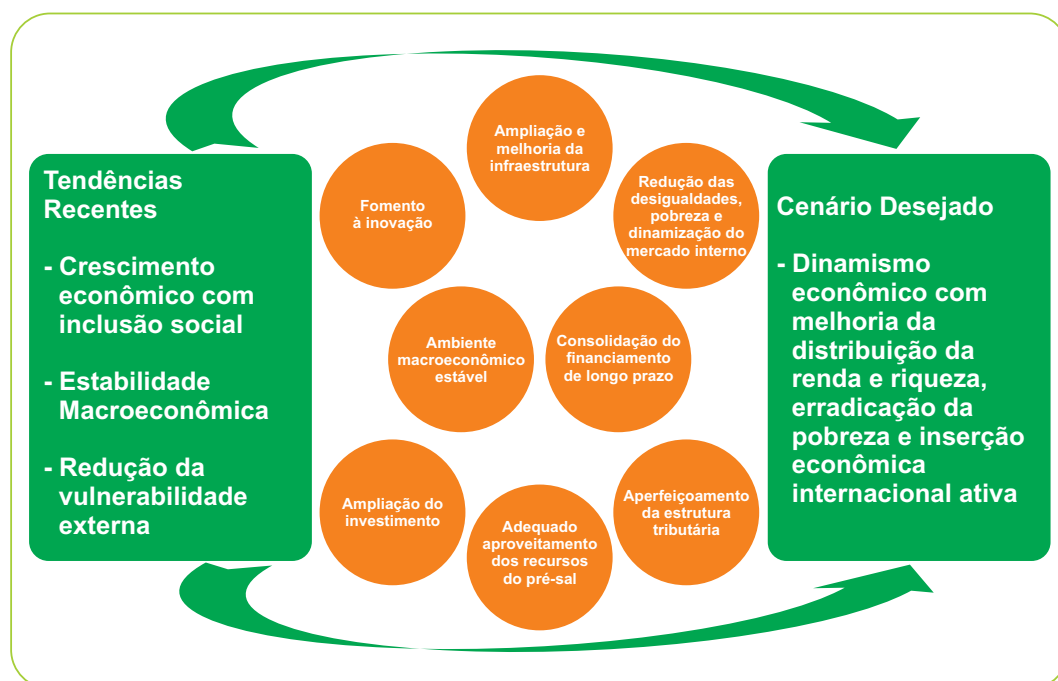 Tendências
Recentes
- Crescimento
econômico com
inclusão social
- Estabilidade
Macroeconômica
- Redução da
vulnerabilidade
externa
Ampliação e
melhoria da
infraestrutura
Fomento
à inovação
Redução das
desigualdades,
pobreza e
dinamização do
mercado interno
Ambiente
macroeconômico
estável
Consolidação do
financiamento
de longo prazo
Ampliação do
investimento
Adequado
aproveitamento
dos recursos
do pré-sal
Aperfeiçoamento
da estrutura
tributária
Cenário Desejado
- Dinamismo
econômico com
melhoria da
distribuição da
renda e riqueza,
erradicação da
pobreza e inserção
econômica
internacional ativa